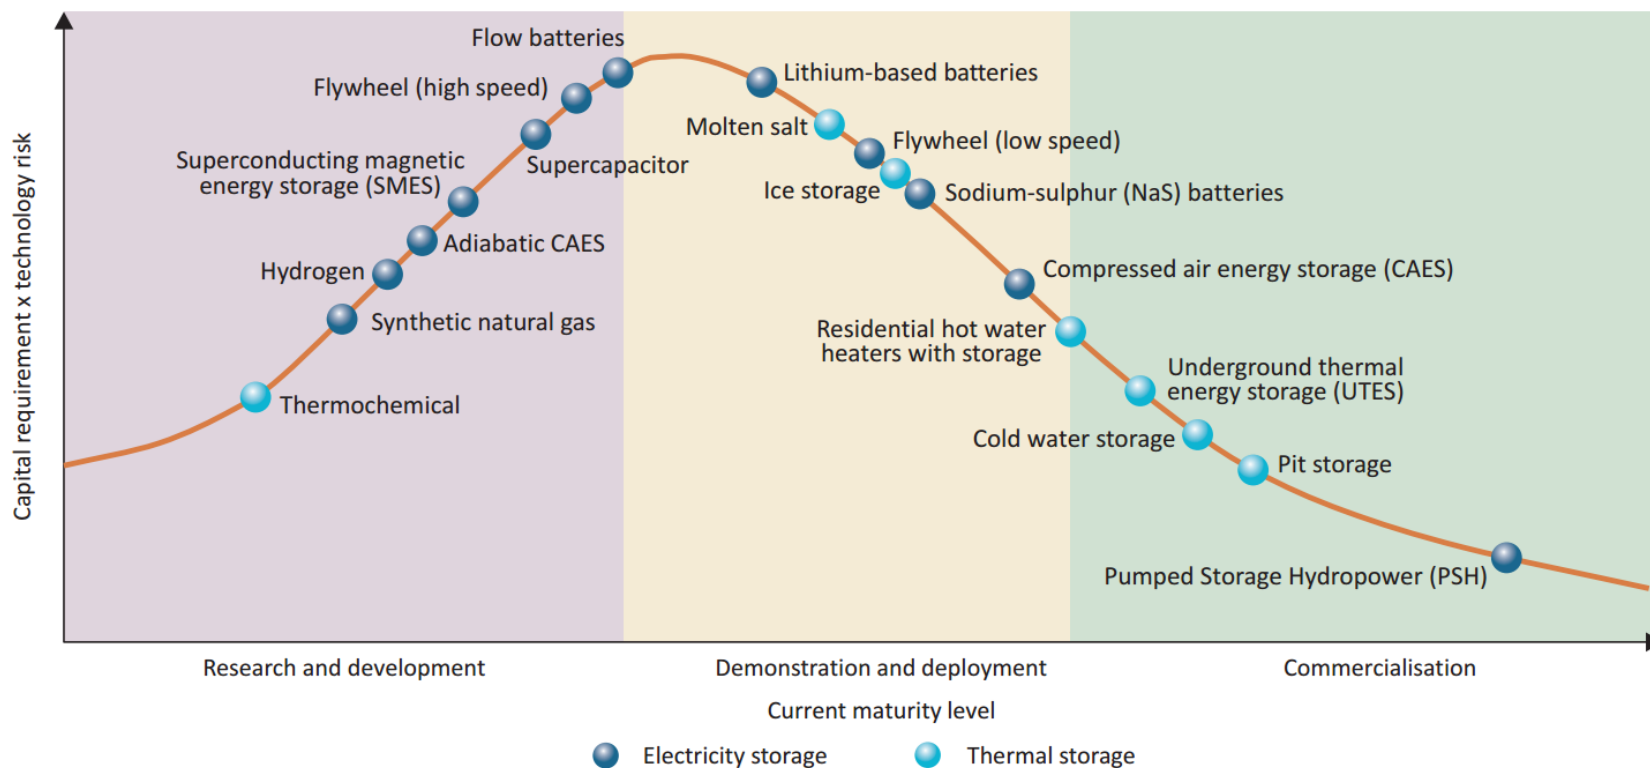 Capital requirement x technology risk
Flow batteries
Flywheel (high speed)
Supercapacitor
Superconducting magnetic
energy storage (SMES)
Adiabatic CAES
Hydrogen
Synthetic natural gas
Thermochemical
Lithium-based batteries
Molten salt
Flywheel (low speed)
Ice storage
Sodium-sulphur (NaS) batteries
Compressed air energy storage (CAES)
Residential hot water
heaters with storage
Underground thermal
energy storage (UTES)
Cold water storage
Pit storage
Pumped Storage Hydropower (PSH)
Research and development
Demonstration and deployment
Commercialisation
Current maturity level
Electricity storage
Thermal storage